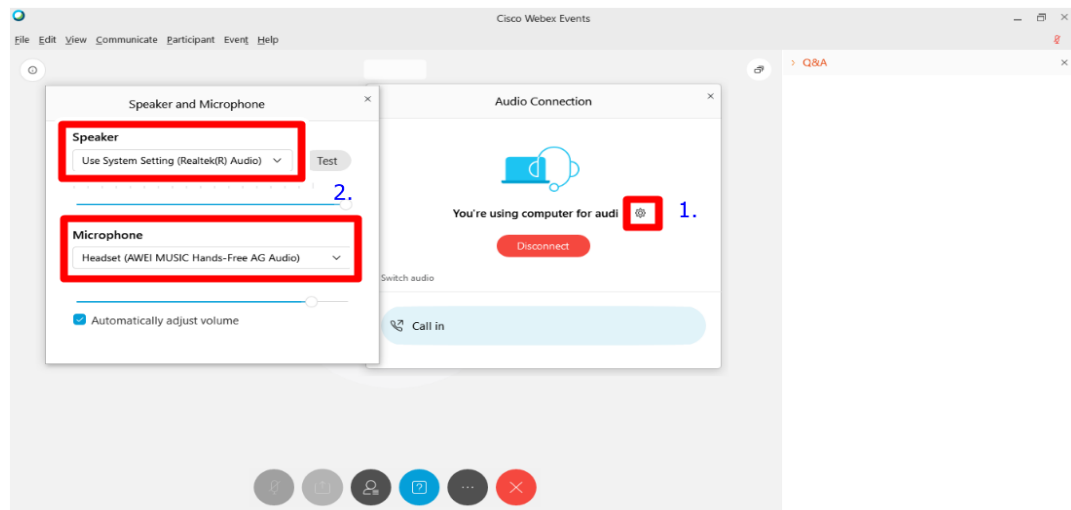 Cisco Webex Events
File Edit View Communicate Participant Event Help
Q&A
Speaker and Microphone
Audio Connection
Speaker
Use System Setting (Realtek(R) Audio)
Test
2.
You're using computer for audi
1.
Microphone
Disconnect
Headset (AWEI MUSIC Hands-Free AG Audio)
Switch audio
Automatically adjust volume
Call in